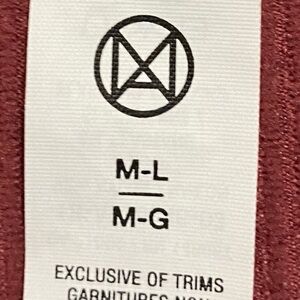 M-L
M-G
EXCLUSIVE OF TRIMS
GARNITURES NON